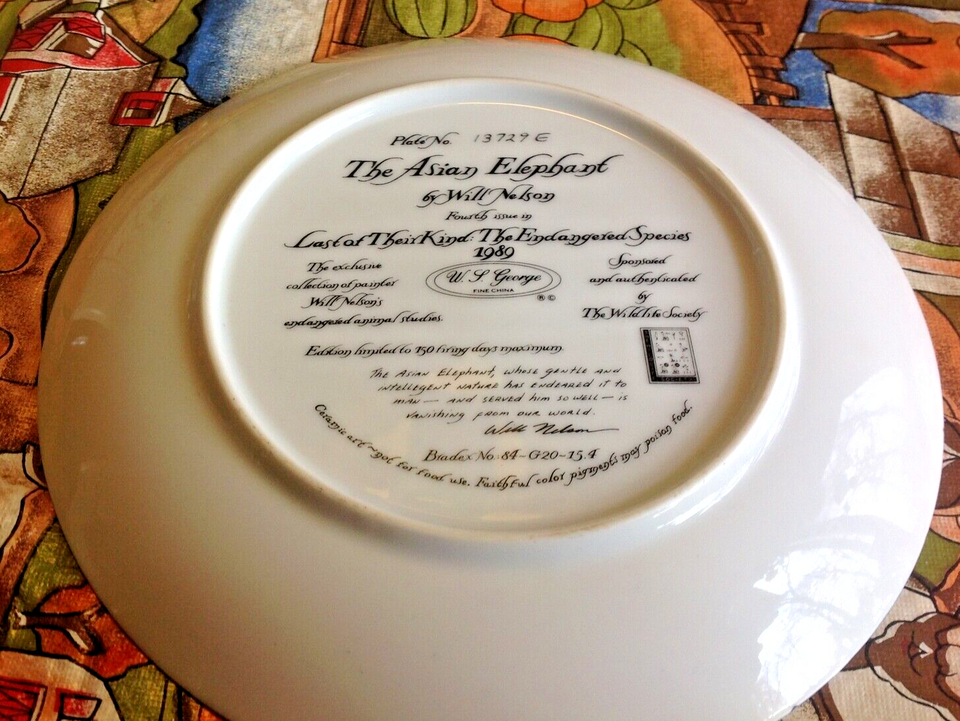 Plate No. 13729 E
The Asian Elephant
by Will Nelson
Fourth issue in
Last of Their Kind: The Endangered Species
1989
The exclusive
collection of painter
Will Nelson's
endangered animal studies.
W. S. George
FINE CHINA
® ©
Sponsored
and authenticated
by
The Wildlife Society
SOCIETY
Edition limited to 150 firing days maximum.
The Asian Elephant, whose gentle and
intellegent nature has endeared it to
man — and served him so well — is
vanishing from our world.
Will Nelson
Bradex No. 84-G20-15.4
Ceramic art ~ not for food use. Faithful color pigments may poison food.